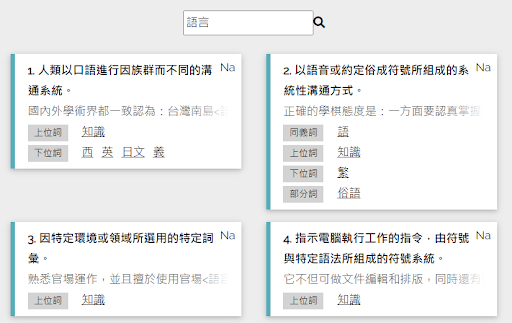 語言
1. 人類以口語進行因族群而不同的溝 Na
通系統。
國內外學術界都一致認為：台灣南島<語
上位詞 知識
下位詞 西 英 日文 義
2. 以語音或約定俗成符號所組成的系 Na
統性溝通方式。
正確的學棋態度是：一方面要認真掌握
同義詞 語
上位詞 知識
下位詞 繁
部分詞 俗語
3. 因特定環境或領域所選用的特定詞 Na
彙。
熟悉官場運作，並且擅於使用官場<語言
上位詞 知識
4. 指示電腦執行工作的指令，由符號 Na
與特定語法所組成的符號系統。
它不但可做文件編輯和排版，同時還有
上位詞 知識